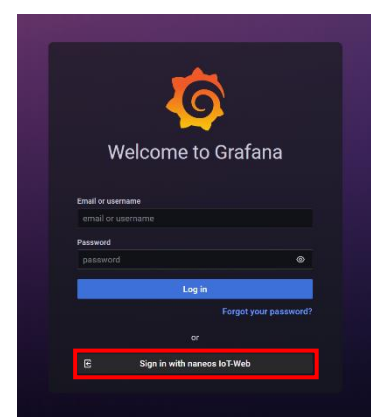 Welcome to Grafana
Email or username
email or username
Password
password
Log in
Forgot your password?
or
Sign in with naneos IoT-Web